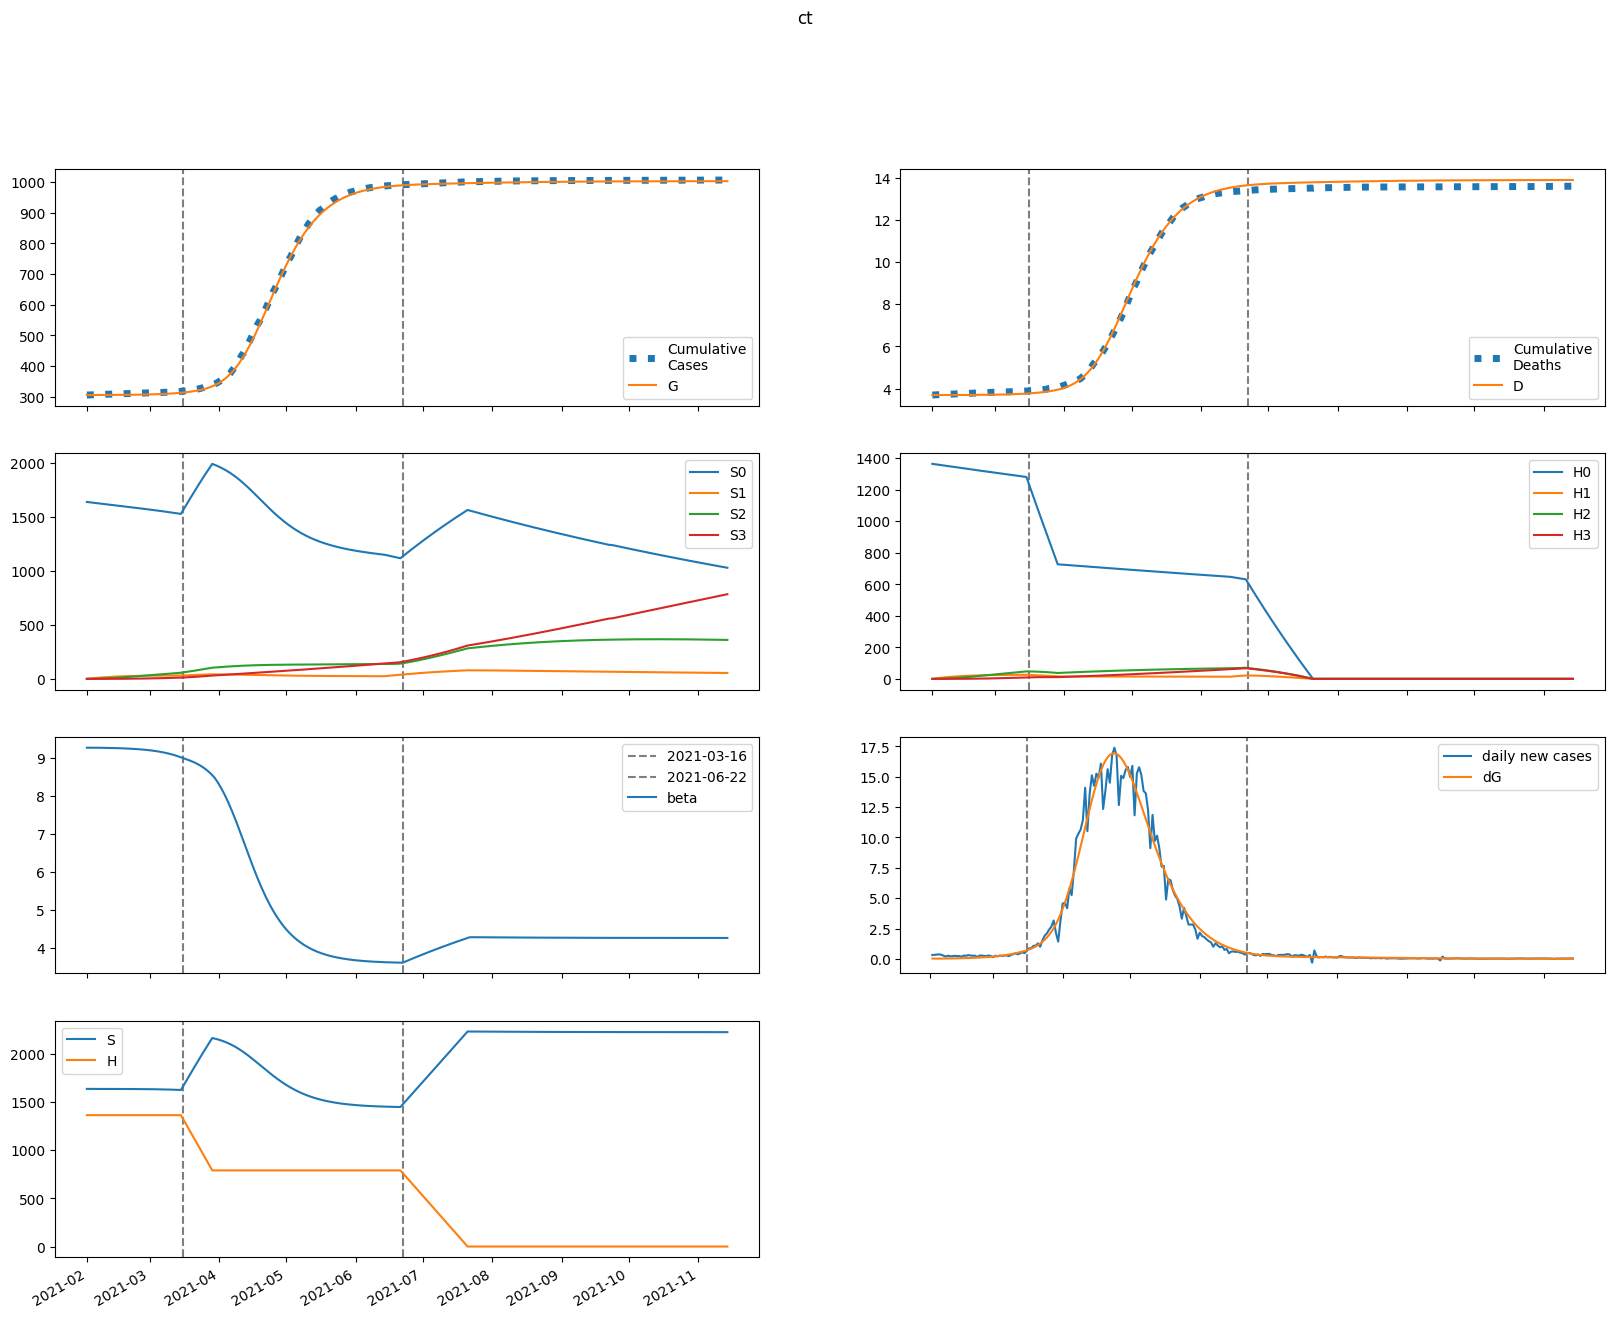 ct
1000
900
800
700
600
500
400
300
Cumulative
Cases
G
14
12
10
8
6
4
Cumulative
Deaths
D
2000
1500
1000
500
0
S0
S1
S2
S3
1400
1200
1000
800
600
400
200
0
H0
H1
H2
H3
9
8
7
6
5
4
2021-03-16
2021-06-22
beta
17.5
15.0
12.5
10.0
7.5
5.0
2.5
0.0
daily new cases
dG
2000
1500
1000
500
0
S
H
2021-02
2021-03
2021-04
2021-05
2021-06
2021-07
2021-08
2021-09
2021-10
2021-11